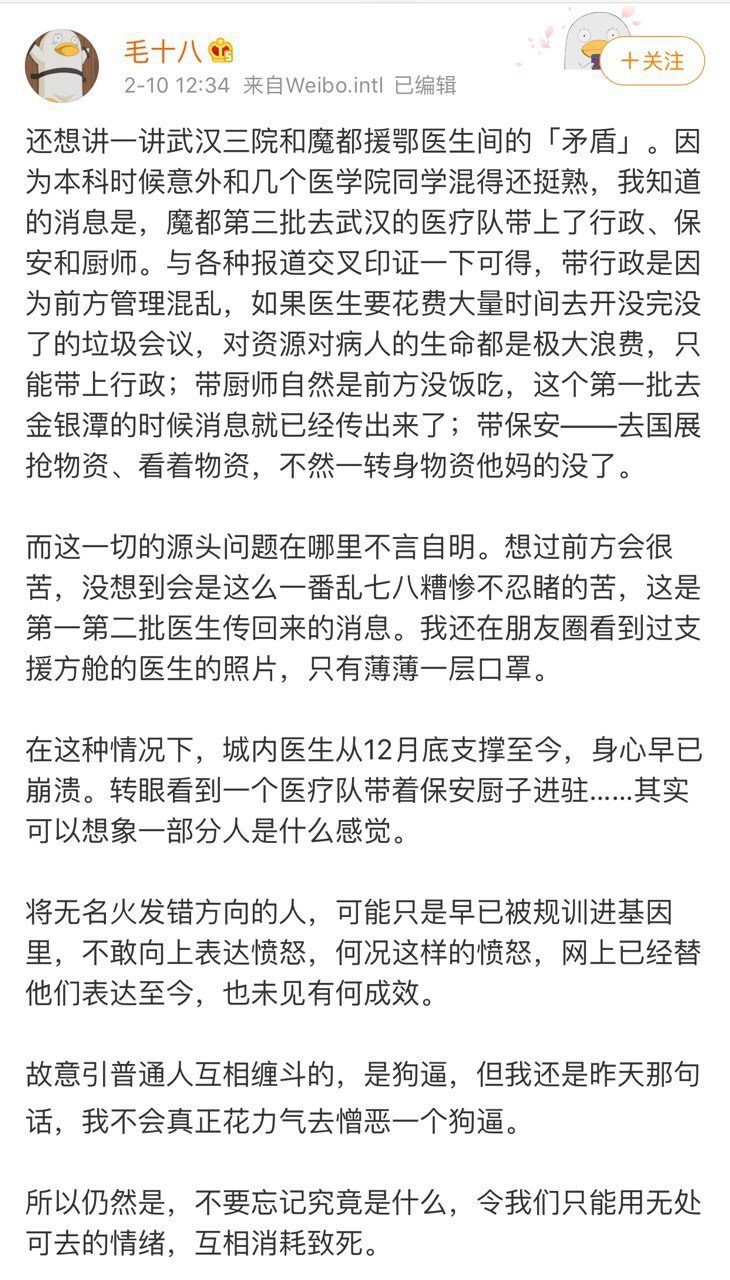 毛十八
2-10 12:34 来自Weibo.intl 已编辑
+关注
还想讲一讲武汉三院和魔都援鄂医生间的「矛盾」。因
为本科时候意外和几个医学院同学混得还挺熟，我知道
的消息是，魔都第三批去武汉的医疗队带上了行政、保
安和厨师。与各种报道交叉印证一下可得，带行政是因
为前方管理混乱，如果医生要花费大量时间去开没完没
了的垃圾会议，对资源对病人的生命都是极大浪费，只
能带上行政；带厨师自然是前方没饭吃，这个第一批去
金银潭的时候消息就已经传出来了；带保安——去国展
抢物资、看着物资，不然一转身物资他妈的没了。
而这一切的源头问题在哪里不言自明。想过前方会很
苦，没想到会是这么一番乱七八糟惨不忍睹的苦，这是
第一第二批医生传回来的消息。我还在朋友圈看到过支
援方舱的医生的照片，只有薄薄一层口罩。
在这种情况下，城内医生从12月底支撑至今，身心早已
崩溃。转眼看到一个医疗队带着保安厨子进驻……其实
可以想象一部分人是什么感觉。
将无名火发错方向的人，可能只是早已被规训进基因
里，不敢向上表达愤怒，何况这样的愤怒，网上已经替
他们表达至今，也未见有何成效。
故意引普通人互相缠斗的，是狗逼，但我还是昨天那句
话，我不会真正花力气去憎恶一个狗逼。
所以仍然是，不要忘记究竟是什么，令我们只能用无处
可去的情绪，互相消耗致死。